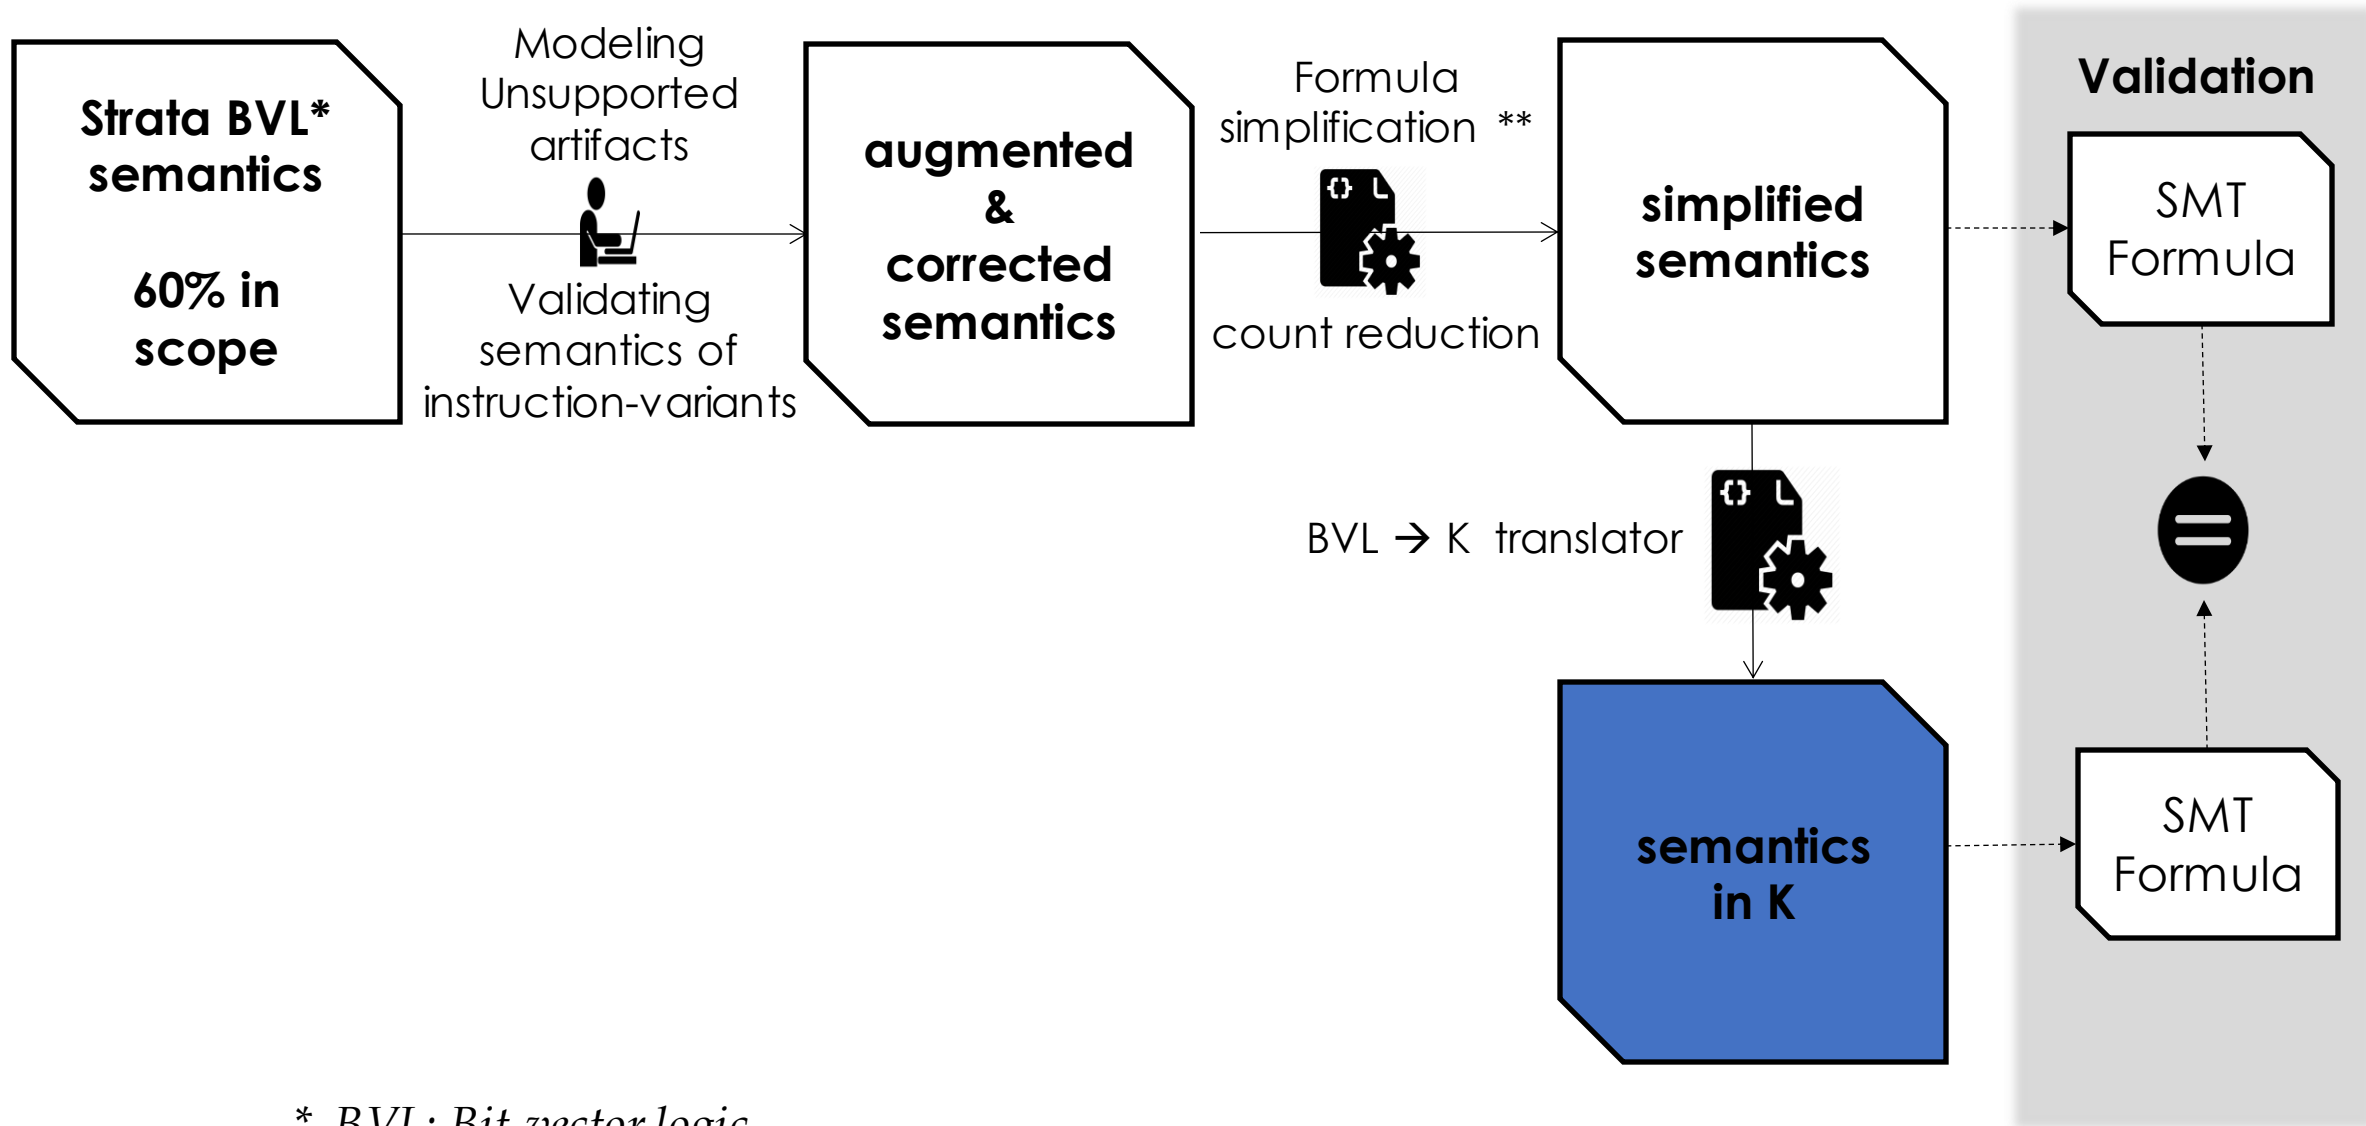 Strata BVL*
semantics
60% in
scope
Modeling
Unsupported
artifacts
Validating
semantics of
instruction-variants
augmented
&
corrected
semantics
Formula
simplification **
{} L
count reduction
simplified
semantics
Validation
SMT
Formula
BVL → K translator
{} L
=
semantics
in K
SMT
Formula
* BVL: Bit vector logic